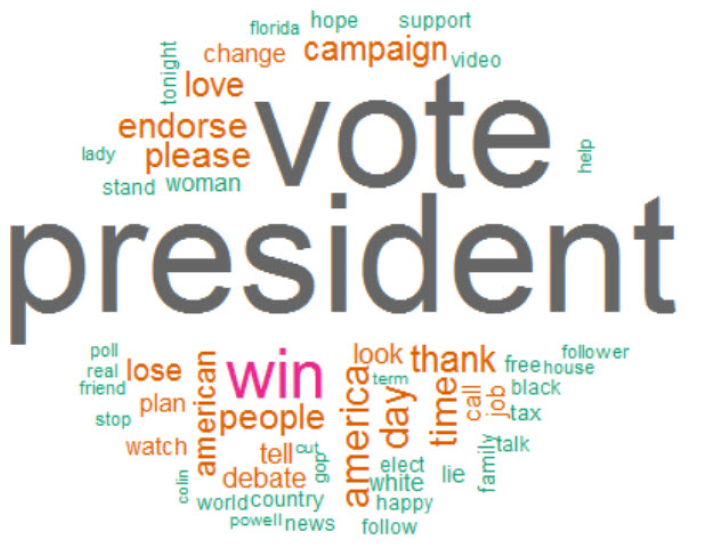 florida hope support
change campaign video
tonight
love
endorse vote
lady please help
stand woman
president
poll
real lose american win look thank free house follower
friend term black
plan people america day time call job tax
stop
watch tell cut gop family talk
debate elect lie
colin white
world country happy
powell news follow